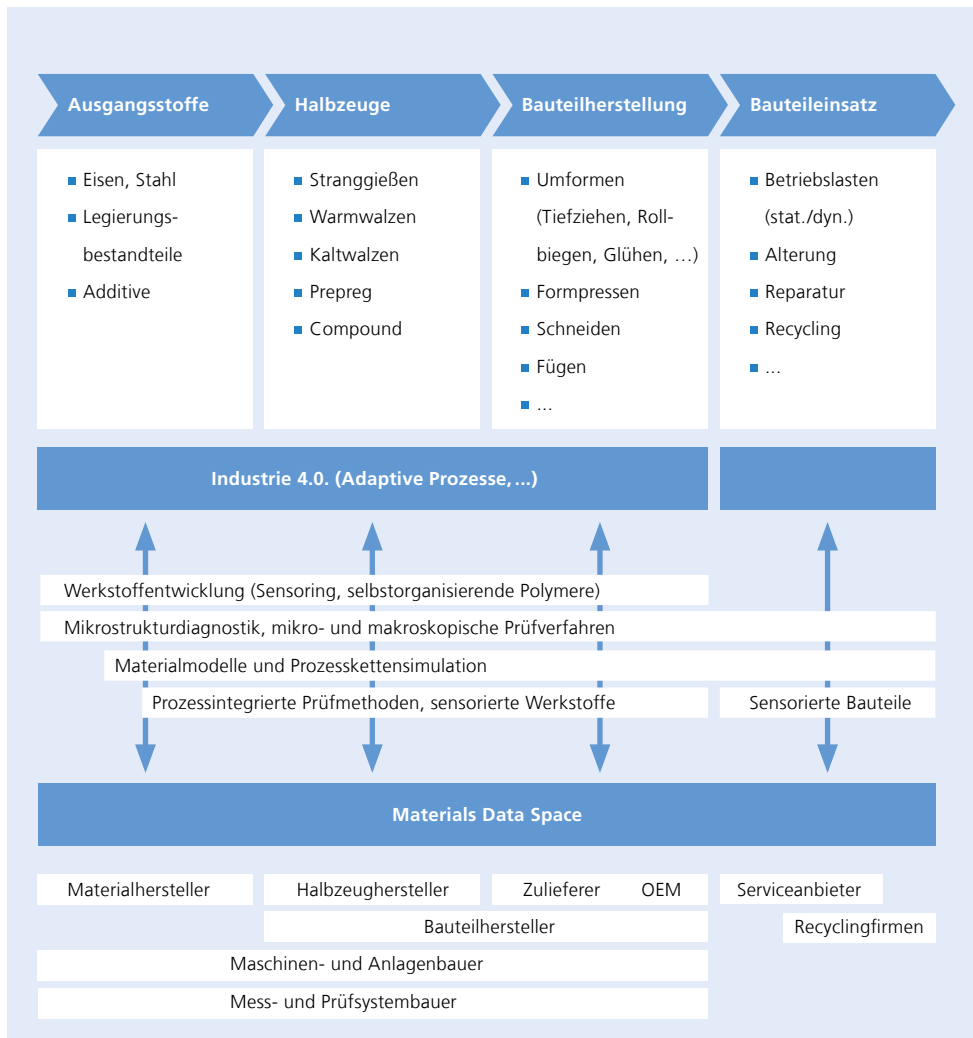 Ausgangsstoffe
Halbzeuge
Bauteilherstellung
Bauteileinsatz
Eisen, Stahl
Legierungs-
bestandteile
Additive
Stranggießen
Warmwalzen
Kaltwalzen
Prepreg
Compound
Umformen
(Tiefziehen, Roll-
biegen, Glühen, …)
Formpressen
Schneiden
Fügen
...
Betriebslasten
(stat./dyn.)
Alterung
Reparatur
Recycling
...
Industrie 4.0. (Adaptive Prozesse, ...)
Werkstoffentwicklung (Sensoring, selbstorganisierende Polymere)
Mikrostrukturdiagnostik, mikro- und makroskopische Prüfverfahren
Materialmodelle und Prozesskettensimulation
Prozessintegrierte Prüfmethoden, sensorierte Werkstoffe
Sensorierte Bauteile
Materials Data Space
Materialhersteller
Halbzeughersteller
Zulieferer OEM
Serviceanbieter
Bauteilhersteller
Recyclingfirmen
Maschinen- und Anlagenbauer
Mess- und Prüfsystembauer